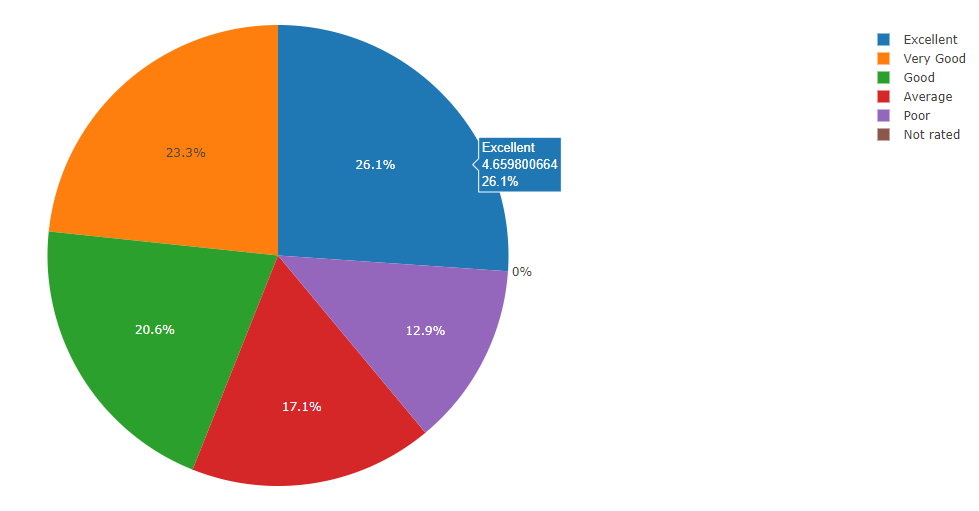 Excellent
Very Good
Good
Average
Poor
Not rated
23.3%
26.1%
Excellent
4.659800664
26.1%
0%
20.6%
12.9%
17.1%